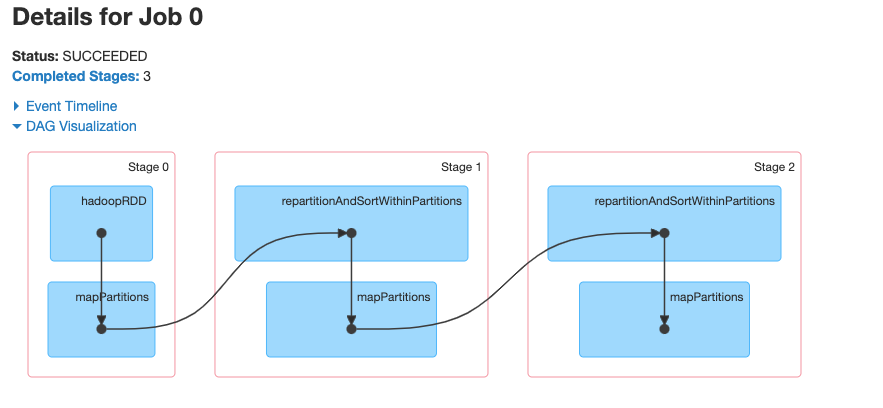 Details for Job 0
Status: SUCCEEDED
Completed Stages: 3
Event Timeline
DAG Visualization
Stage 0
hadoopRDD
mapPartitions
Stage 1
repartitionAndSortWithinPartitions
mapPartitions
Stage 2
repartitionAndSortWithinPartitions
mapPartitions